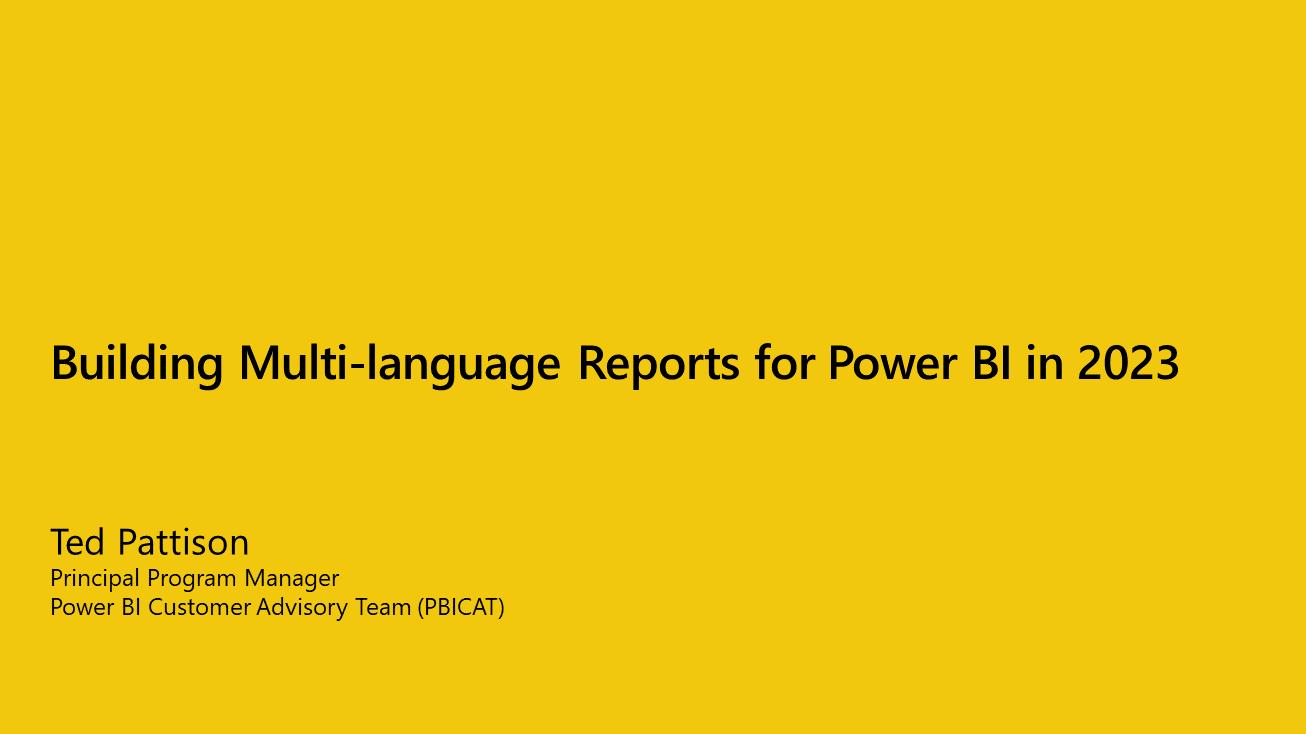 Building Multi-language Reports for Power BI in 2023
Ted Pattison
Principal Program Manager
Power BI Customer Advisory Team (PBICAT)